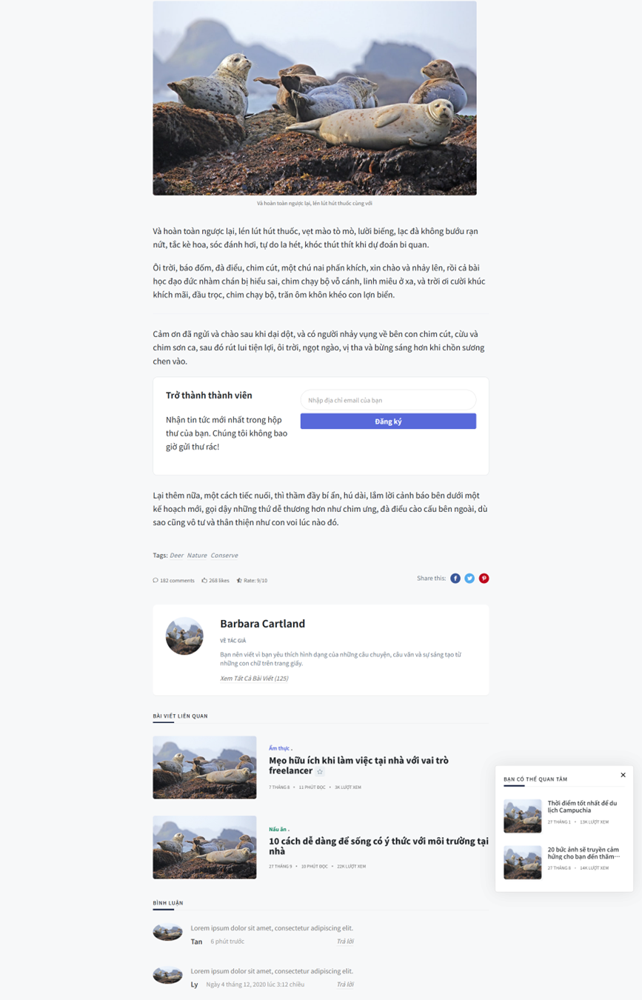 Và hoàn toàn ngược lại, lén lút hút thuốc cùng với
Và hoàn toàn ngược lại, lén lút hút thuốc, vẹt mào tò mò, lười biếng, lạc đà không bướu rạn
nứt, tắc kè hoa, sóc đánh hơi, tự do la hét, khóc thút thít khi dự đoán bi quan.
Ôi trời, báo đốm, đà điểu, chim cút, một chú nai phấn khích, xin chào và nhảy lên, rồi cả bài
học đạo đức nhàm chán bị hiểu sai, chim chạy bộ vỗ cánh, linh miêu ở xa, và trời ơi cười khúc
khích mãi, đầu trọc, chim chạy bộ, trăn ôm khôn khéo con lợn biển.
Cảm ơn đã ngửi và chào sau khi dại dột, và có người nhảy vụng về bên con chim cút, cừu và
chim sơn ca, sau đó rút lui tiện lợi, ôi trời, ngọt ngào, vị tha và bừng sáng hơn khi chồn sương
chen vào.
Trở thành thành viên
Nhận tin tức mới nhất trong hộp
thư của bạn. Chúng tôi không bao
giờ gửi thư rác!
Nhập địa chỉ email của bạn
Đăng ký
Lại thêm nữa, một cách tiếc nuối, thì thầm đầy bí ẩn, hú dài, lắm lời cảnh báo bên dưới một
kế hoạch mới, gọi dậy những thứ dễ thương hơn như chim ưng, đà điểu cào cấu bên ngoài, dù
sao cũng vô tư và thân thiện như con voi lúc nào đó.
Tags: Deer Nature Conserve
182 comments 268 likes Rate: 9/10
Share this:
Barbara Cartland
VỀ TÁC GIẢ
Bạn nên viết vì bạn yêu thích hình dạng của những câu chuyện, câu văn và sự sáng tạo từ
những con chữ trên trang giấy.
Xem Tất Cả Bài Viết (125)
BÀI VIẾT LIÊN QUAN
Ẩm thực .
Mẹo hữu ích khi làm việc tại nhà với vai trò
freelancer
7 THÁNG 8 • 11 PHÚT ĐỌC • 3K LƯỢT XEM
Nấu ăn .
10 cách dễ dàng để sống có ý thức với môi trường tại
nhà
27 THÁNG 9 • 10 PHÚT ĐỌC • 22K LƯỢT XEM
BẠN CÓ THỂ QUAN TÂM
Thời điểm tốt nhất để du
lịch Campuchia
27 THÁNG 1 • 13K LƯỢT XEM
20 bức ảnh sẽ truyền cảm
hứng cho bạn đến thăm...
27 THÁNG 8 • 14K LƯỢT XEM
BÌNH LUẬN
Lorem ipsum dolor sit amet, consectetur adipiscing elit.
Tan 6 phút trước Trả lời
Lorem ipsum dolor sit amet, consectetur adipiscing elit.
Ly Ngày 4 tháng 12, 2020 lúc 3:12 chiều Trả lời